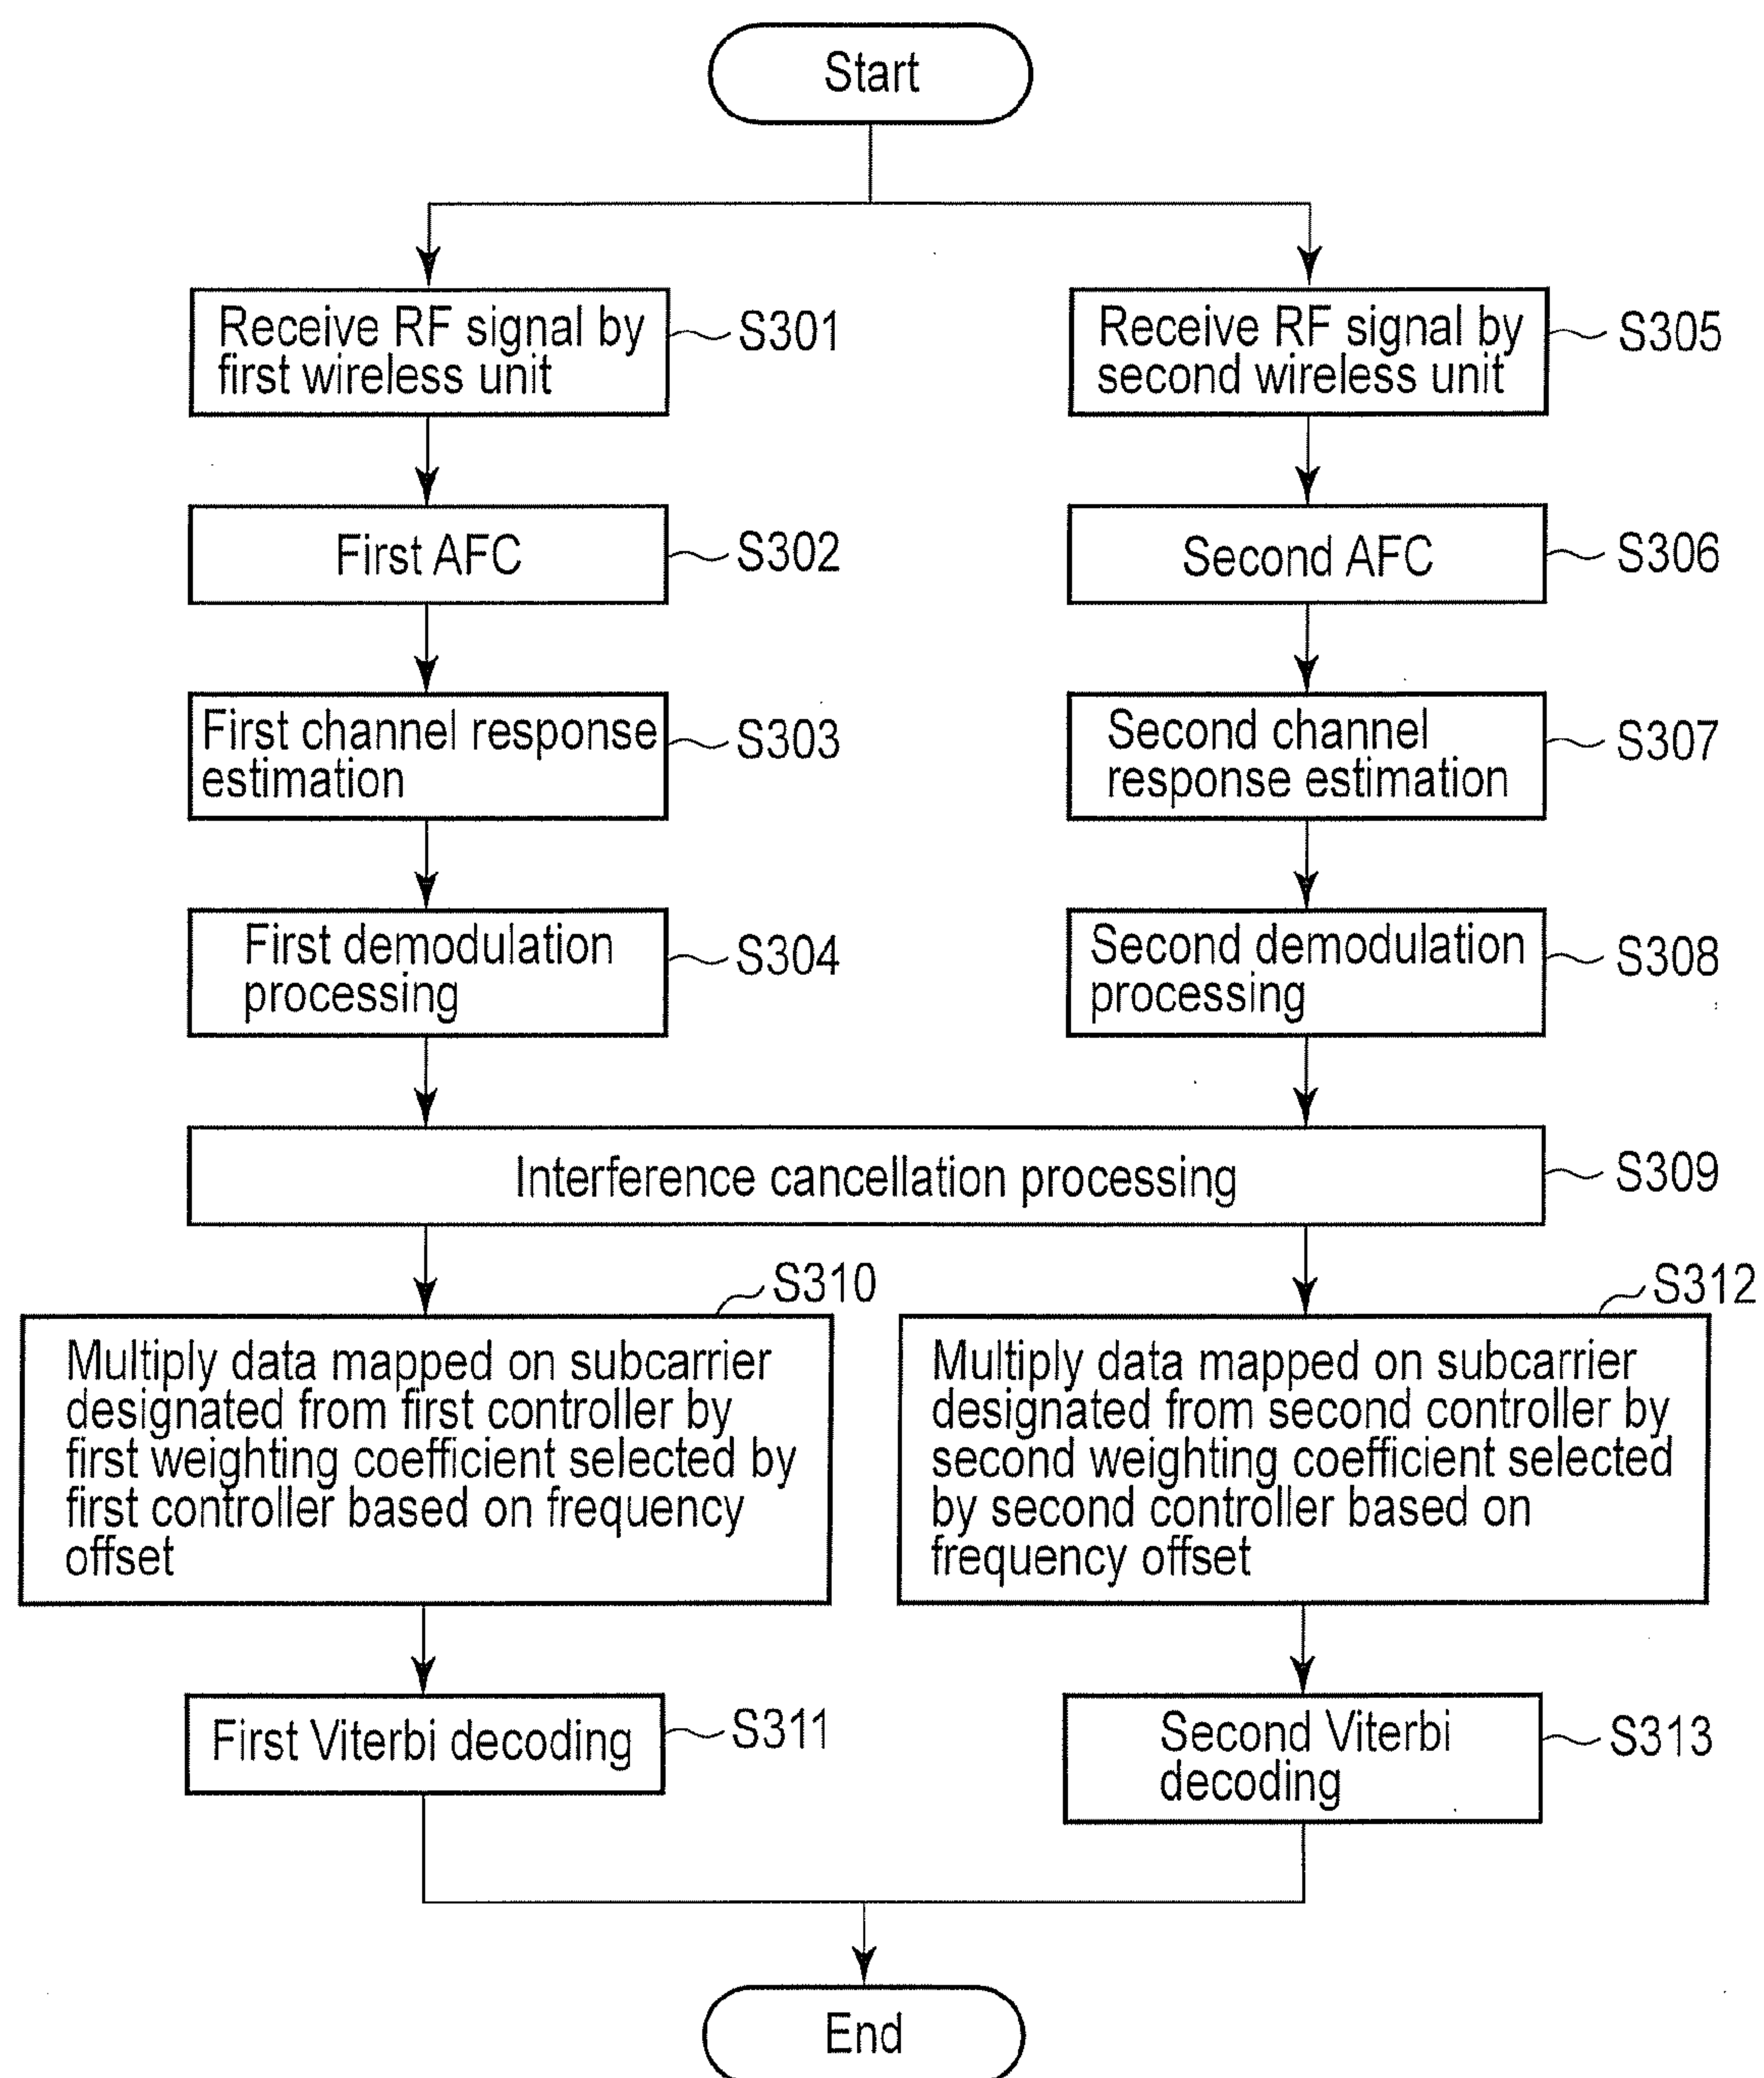 Start
Receive RF signal by
first wireless unit
S301
Receive RF signal by
second wireless unit
S305
First AFC
S302
Second AFC
S306
First channel response
estimation
S303
Second channel
response estimation
S307
First demodulation
processing
S304
Second demodulation
processing
S308
Interference cancellation processing
S309
S310
Multiply data mapped on subcarrier
designated from first controller by
first weighting coefficient selected by
first controller based on frequency
offset
S312
Multiply data mapped on subcarrier
designated from second controller by
second weighting coefficient selected
by second controller based on
frequency offset
First Viterbi decoding
S311
Second Viterbi
decoding
S313
End